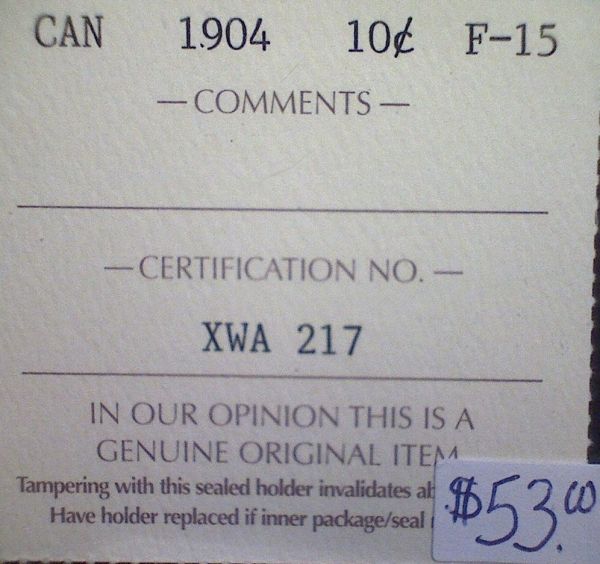 CAN 1904 10¢ F-15
— COMMENTS —
— CERTIFICATION NO. —
XWA 217
IN OUR OPINION THIS IS A
GENUINE ORIGINAL ITEM
Tampering with this sealed holder invalidates
Have holder replaced if inner package/seal
$53.00